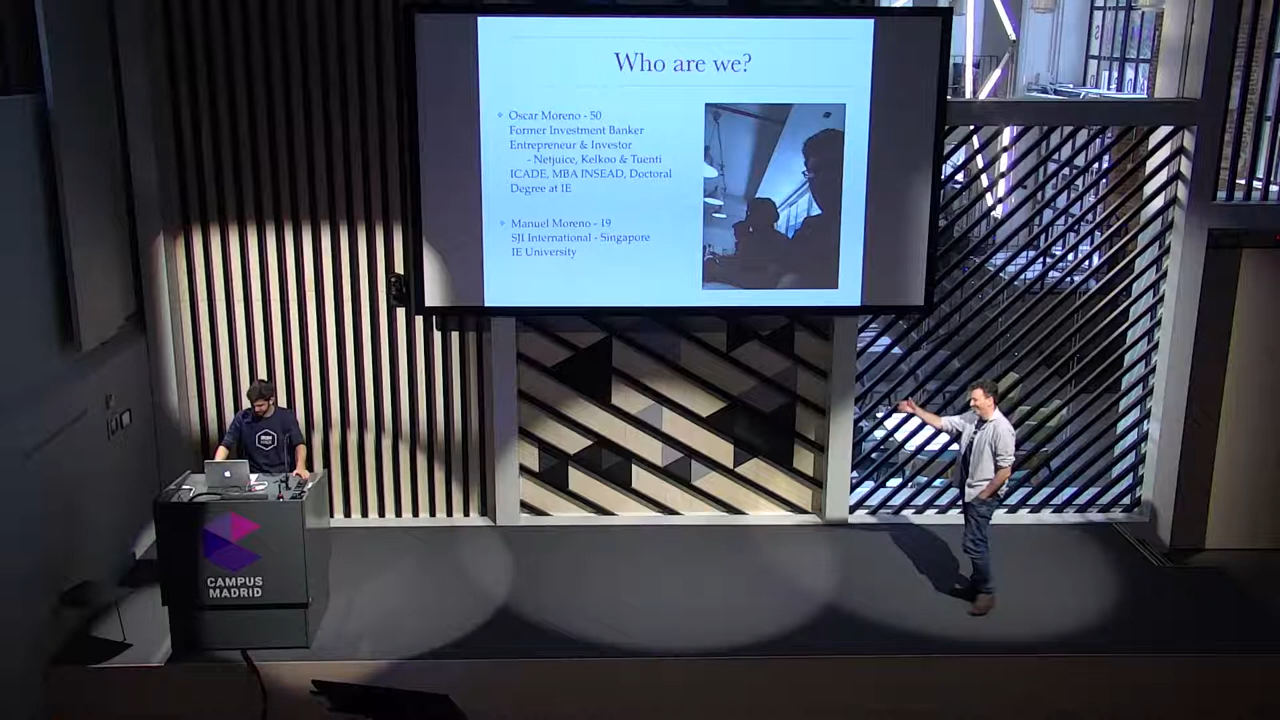 Who are we?
Oscar Moreno - 50
Former Investment Banker
Entrepreneur & Investor
- Netjuice, Kelkoo & Tuenti
ICADE, MBA INSEAD, Doctoral
Degree at IE
Manuel Moreno - 19
SJI International - Singapore
IE University
CAMPUS
MADRID